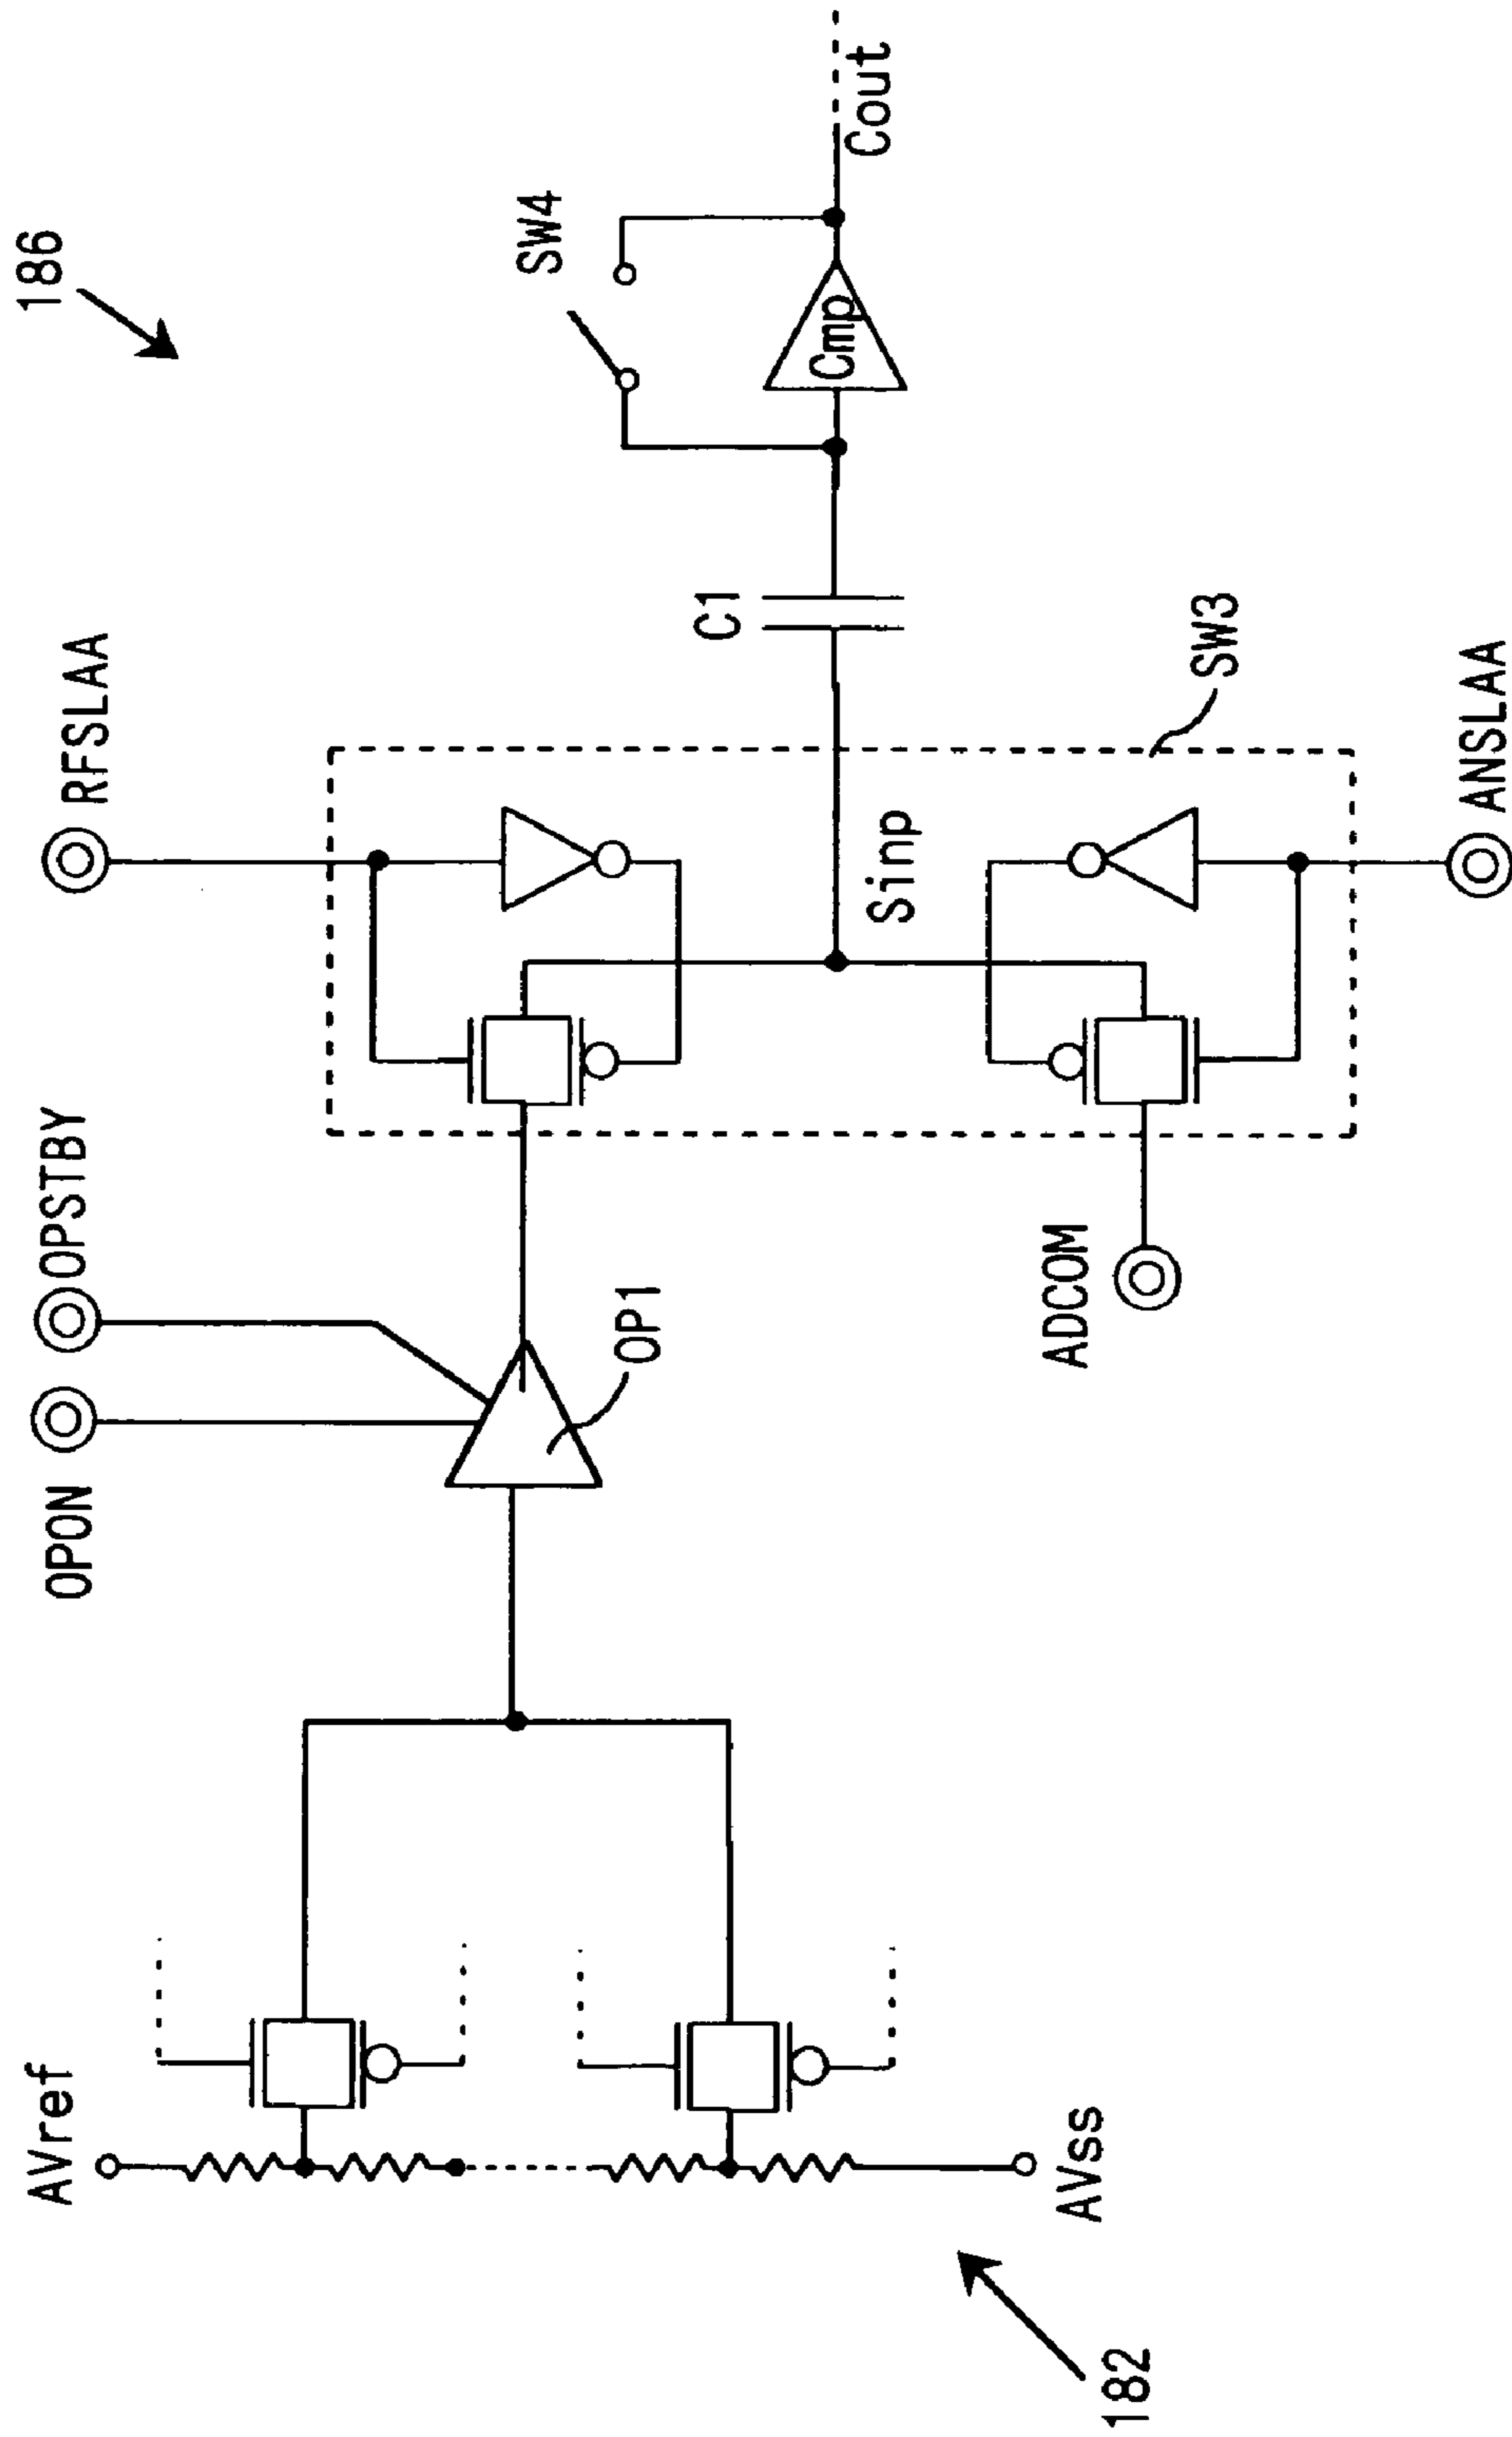 186
SW4
Cout
Cmp
RFSLAA
C1
SW3
Sinp
ANSLAA
OPSTBY
OPON
OP1
ADCOM
AVref
AVss
182